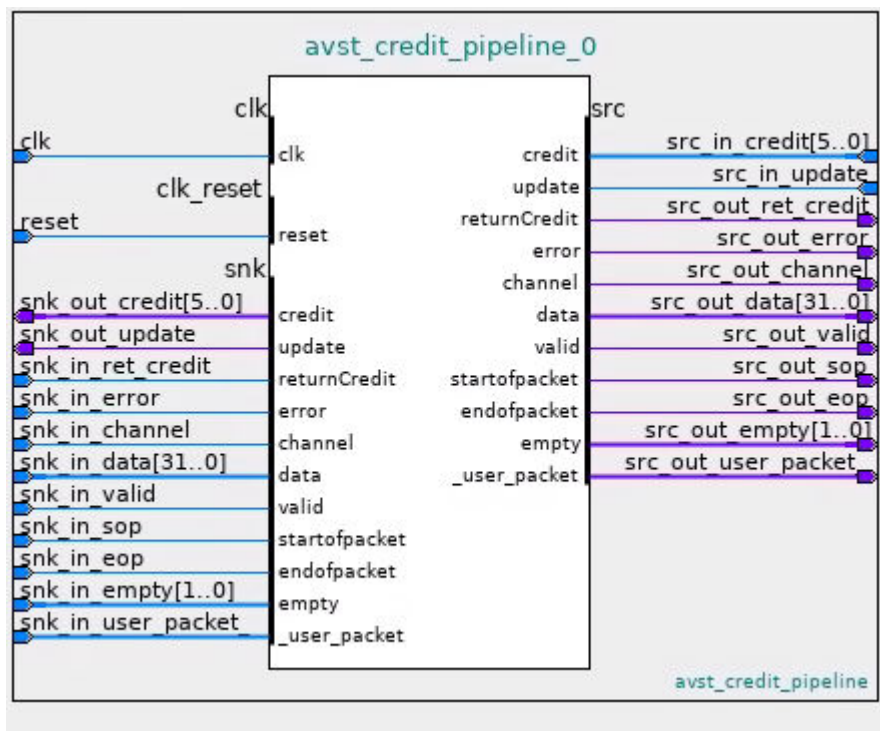 avst_credit_pipeline_0
clk
clk
clk
clk_reset
reset
reset
snk
snk_out_credit[5..0]
credit
snk_out_update
update
snk_in_ret_credit
returnCredit
snk_in_error
error
snk_in_channel
channel
snk_in_data[31..0]
data
snk_in_valid
valid
snk_in_sop
startofpacket
snk_in_eop
endofpacket
snk_in_empty[1..0]
empty
snk_in_user_packet_
_user_packet
src
credit
src_in_credit[5..0]
update
src_in_update
returnCredit
src_out_ret_credit
error
src_out_error
channel
src_out_channel
data
src_out_data[31..0]
valid
src_out_valid
startofpacket
src_out_sop
endofpacket
src_out_eop
empty
src_out_empty[1..0]
_user_packet
src_out_user_packet_
avst_credit_pipeline